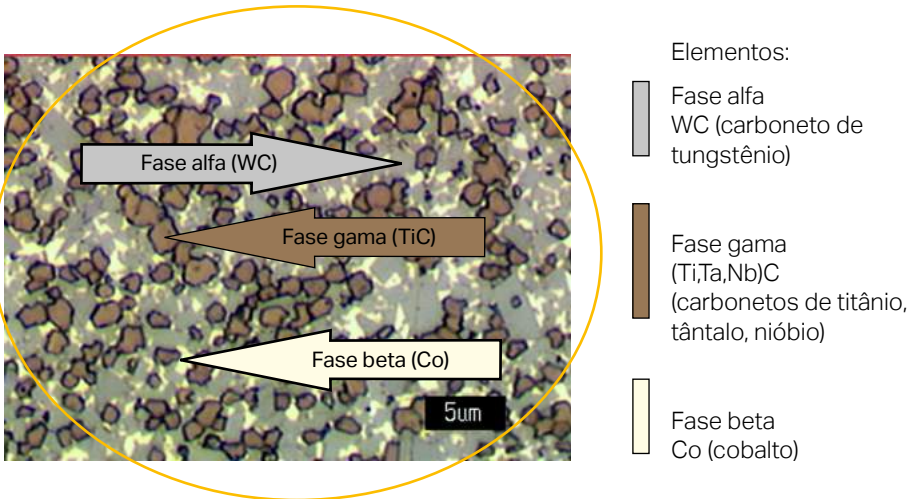 Elementos:
Fase alfa
WC (carboneto de
tungstênio)
Fase alfa (WC)
Fase gama (TiC)
Fase gama
(Ti,Ta,Nb)C
(carbonetos de titânio,
tântalo, nióbio)
Fase beta (Co)
5um
Fase beta
Co (cobalto)